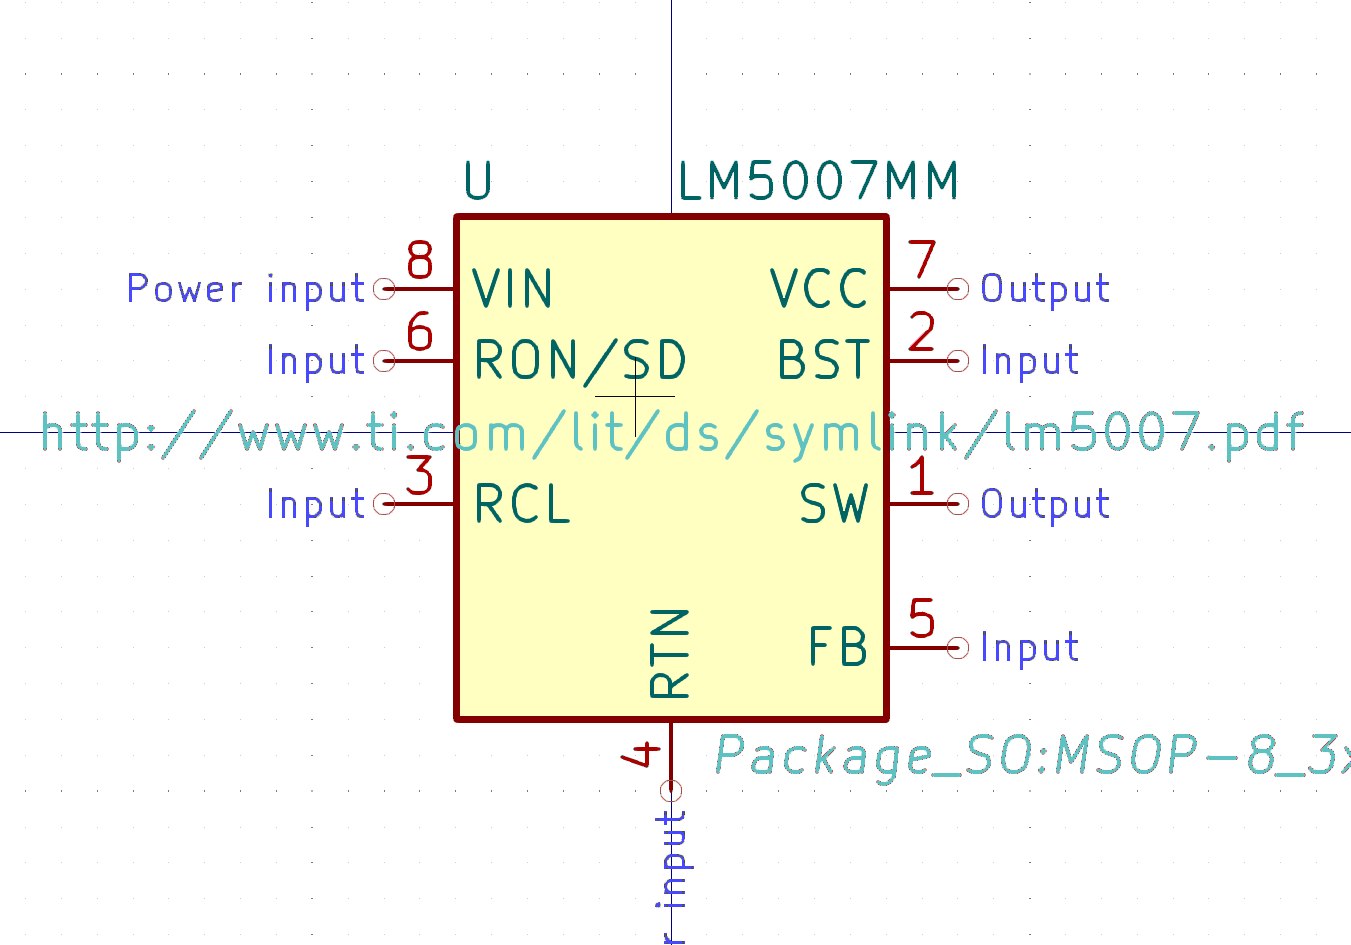 U LM5007MM
8 7
Power input VIN VCC Output
6 2
Input RON/SD BST Input
http://www.ti.com/lit/ds/symlink/lm5007.pdf
3 1
Input RCL SW Output
5
RTN FB Input
4 Package_SO:MSOP-8_3x
r input